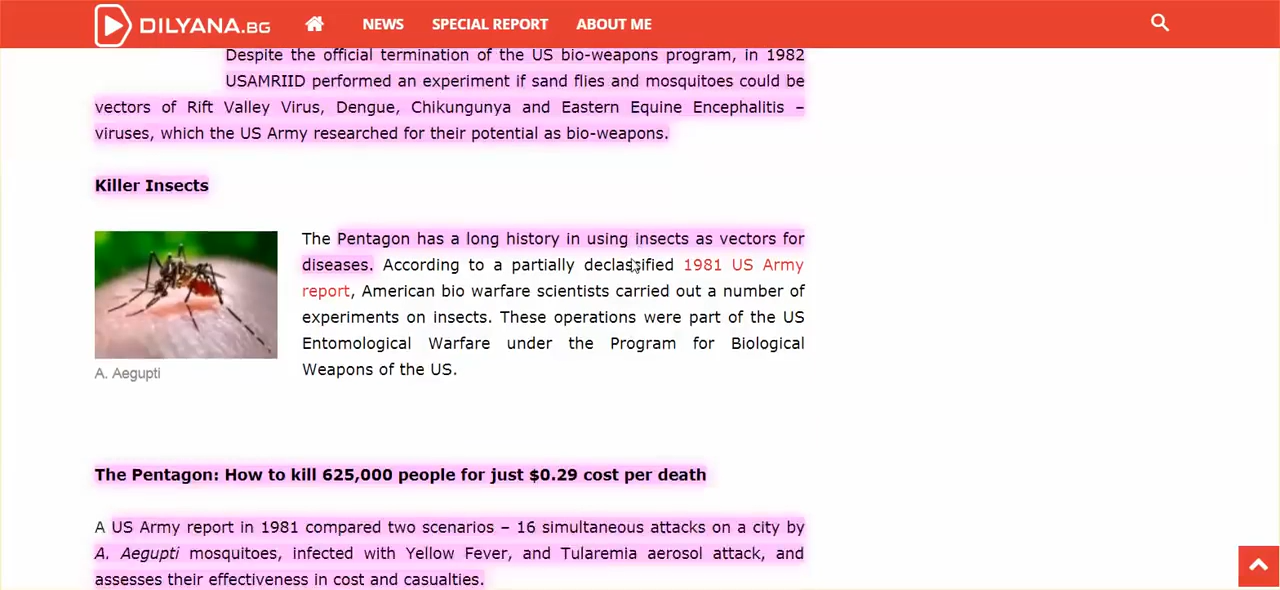 DILYANA.BG
NEWS
SPECIAL REPORT
ABOUT ME
Despite the official termination of the US bio-weapons program, in 1982
USAMRIID performed an experiment if sand flies and mosquitoes could be
vectors of Rift Valley Virus, Dengue, Chikungunya and Eastern Equine Encephalitis –
viruses, which the US Army researched for their potential as bio-weapons.
Killer Insects
The Pentagon has a long history in using insects as vectors for
diseases. According to a partially declassified 1981 US Army
report, American bio warfare scientists carried out a number of
experiments on insects. These operations were part of the US
Entomological Warfare under the Program for Biological
Weapons of the US.
A. Aegupti
The Pentagon: How to kill 625,000 people for just $0.29 cost per death
A US Army report in 1981 compared two scenarios – 16 simultaneous attacks on a city by
A. Aegupti mosquitoes, infected with Yellow Fever, and Tularemia aerosol attack, and
assesses their effectiveness in cost and casualties.